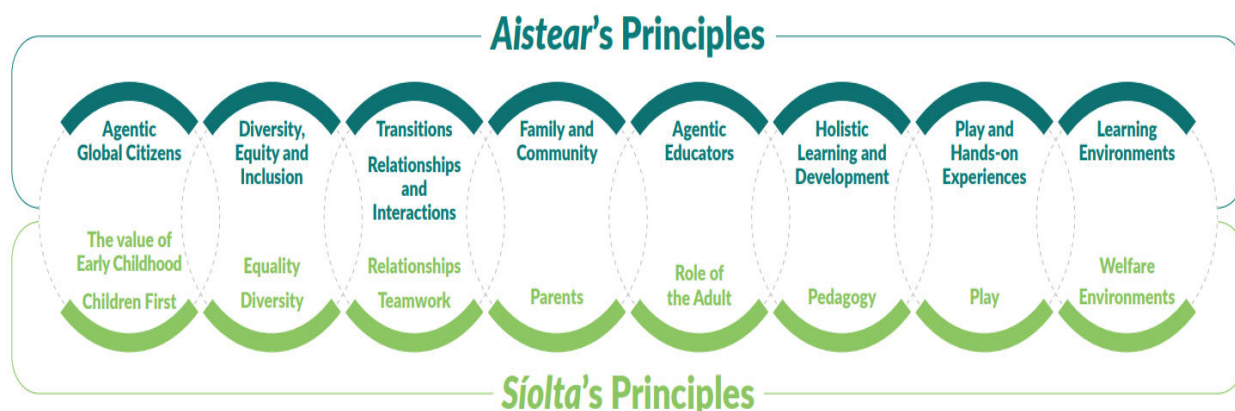 Aistear's Principles
Agentic
Global Citizens
Diversity,
Equity and
Inclusion
Transitions
Relationships
and
Interactions
Family and
Community
Agentic
Educators
Holistic
Learning and
Development
Play and
Hands-on
Experiences
Learning
Environments
The value of
Early Childhood
Children First
Equality
Diversity
Relationships
Teamwork
Parents
Role of
the Adult
Pedagogy
Play
Welfare
Environments
Síolta's Principles